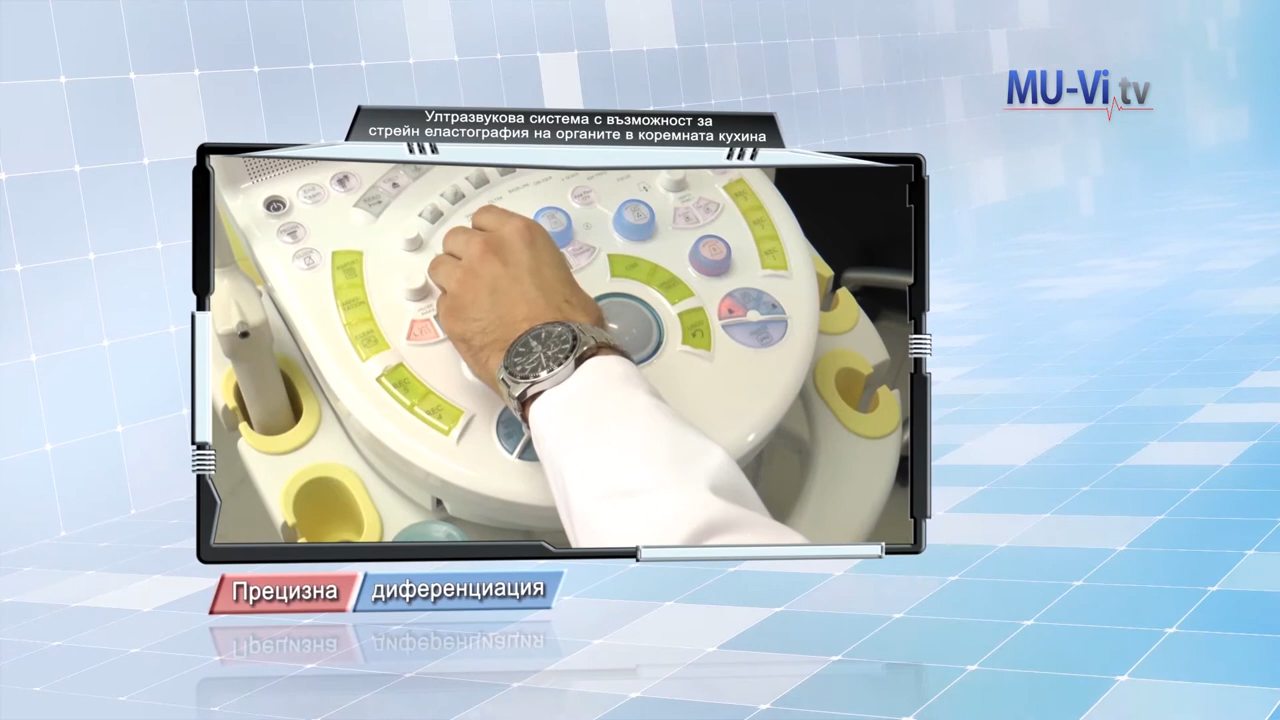 MU-Vi.tv
Ултразвукова система с възможност за
стрейн еластография на органите в коремната кухина
Прецизна диференциация